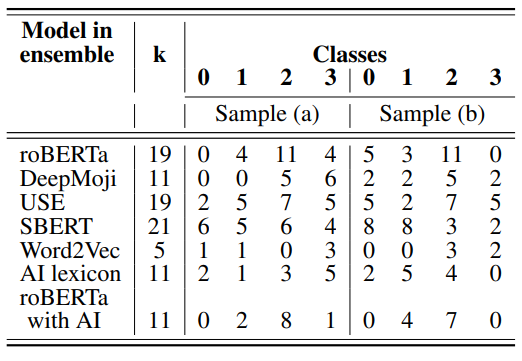 Model in
ensemble k Classes
0 1 2 3 0 1 2 3
Sample (a) Sample (b)
roBERTa 19 0 4 11 4 5 3 11 0
DeepMoji 11 0 0 5 6 2 2 5 2
USE 19 2 5 7 5 5 2 7 5
SBERT 21 6 5 6 4 8 8 3 2
Word2Vec 5 1 1 0 3 0 0 3 2
AI lexicon 11 2 1 3 5 2 5 4 0
roBERTa
with AI 11 0 2 8 1 0 4 7 0